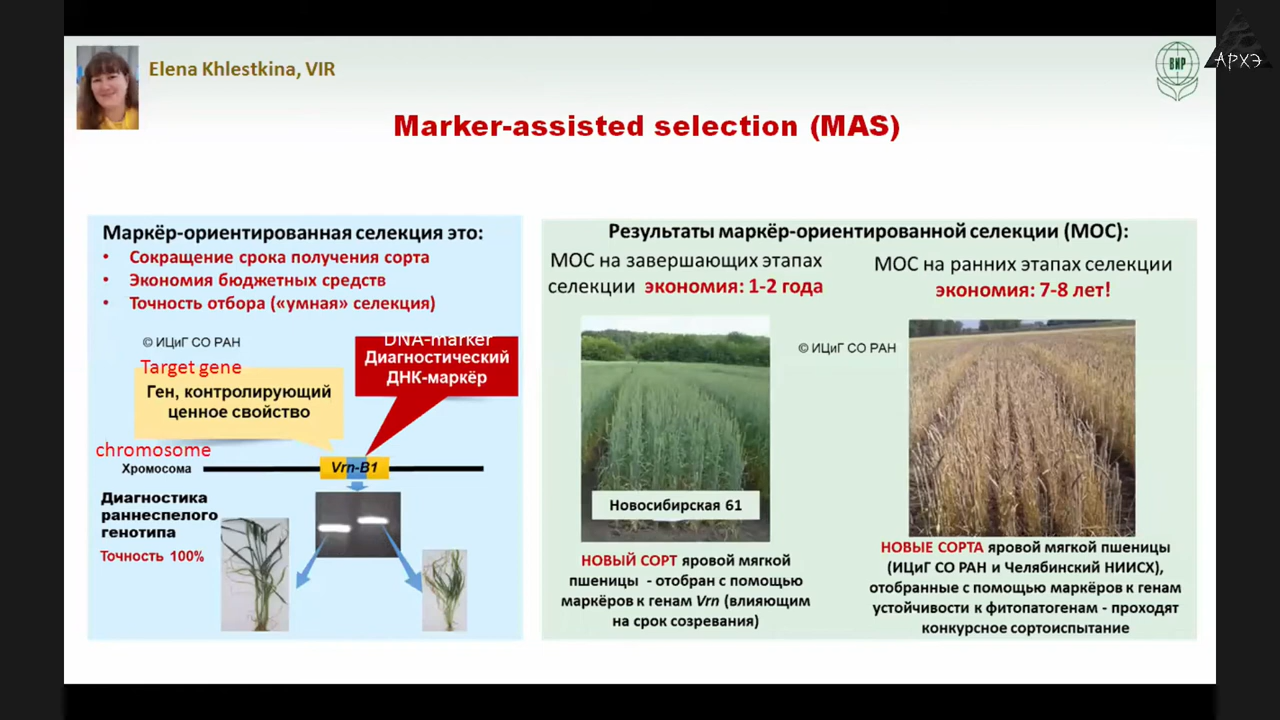 Elena Khlestkina, VIR
ВИР
АРХЭ
Marker-assisted selection (MAS)
Маркёр-ориентированная селекция это:
• Сокращение срока получения сорта
• Экономия бюджетных средств
• Точность отбора («умная» селекция)
© ИЦиГ СО РАН
Target gene
Ген, контролирующий
ценное свойство
DNA-marker
Диагностический
ДНК-маркёр
chromosome
Хромосома
Vrn-B1
Диагностика
раннеспелого
генотипа
Точность 100%
Результаты маркёр-ориентированной селекции (МОС):
МОС на завершающих этапах
селекции экономия: 1-2 года
Новосибирская 61
НОВЫЙ СОРТ яровой мягкой
пшеницы - отобран с помощью
маркёров к генам Vrn (влияющим
на срок созревания)
© ИЦиГ СО РАН
МОС на ранних этапах селекции
экономия: 7-8 лет!
НОВЫЕ СОРТА яровой мягкой пшеницы
(ИЦиГ СО РАН и Челябинский НИИСХ),
отобранные с помощью маркёров к генам
устойчивости к фитопатогенам - проходят
конкурсное сортоиспытание